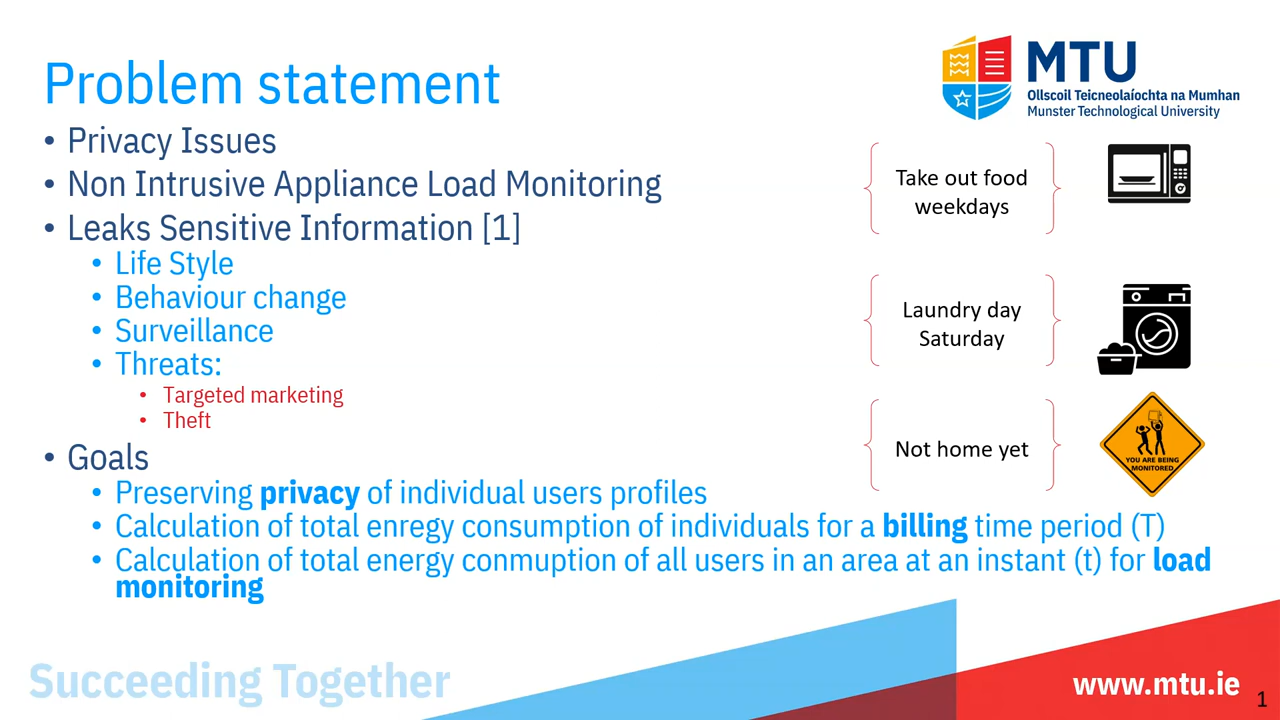 Problem statement
MTU
Ollscoil Teicneolaíochta na Mumhan
Munster Technological University
• Privacy Issues
• Non Intrusive Appliance Load Monitoring
• Leaks Sensitive Information [1]
• Life Style
• Behaviour change
• Surveillance
• Threats:
• Targeted marketing
• Theft
Take out food
weekdays
Laundry day
Saturday
Not home yet
YOU ARE BEING
MONITORED
• Goals
• Preserving privacy of individual users profiles
• Calculation of total enregy consumption of individuals for a billing time period (T)
• Calculation of total energy conmuption of all users in an area at an instant (t) for load
monitoring
Succeeding Together
www.mtu.ie
1